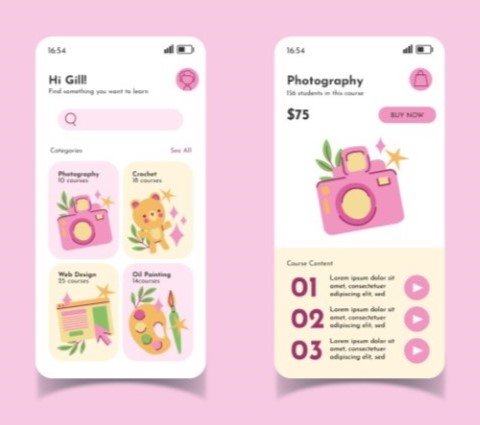 16:54
Hi Gill!
Find something you want to learn
Categories
See All
Photography
10 courses
Crochet
18 courses
Web Design
25 courses
Oil Painting
14courses
16:54
Photography
156 students in this course
$75
BUY NOW
Course Content
01
Lorem ipsum dolor sit
amet, consectetuer
adipiscing elit, sed
02
Lorem ipsum dolor sit
amet, consectetuer
adipiscing elit, sed
03
Lorem ipsum dolor sit
amet, consectetuer
adipiscing elit, sed